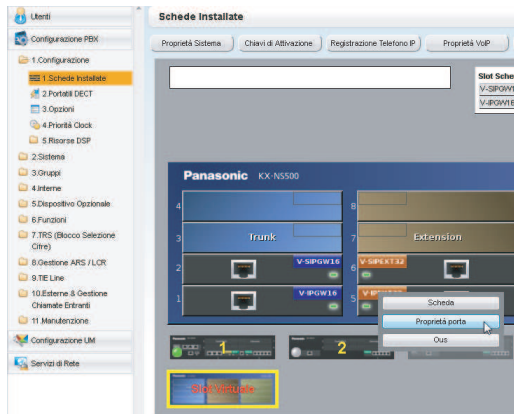 Utenti
Configurazione PBX
1.Configurazione
1.Schede Installate
2.Portatili DECT
3.Opzioni
4.Priorità Clock
5.Risorse DSP
2.Sistema
3.Gruppi
4.Interne
5.Dispositivo Opzionale
6.Funzioni
7.TRS (Blocco Selezione
Cifre)
8.Gestione ARS / LCR
9.TIE Line
10.Esterne & Gestione
Chiamate Entranti
11.Manutenzione
Configurazione UM
Servizi di Rete
Schede Installate
Proprietà Sistema
Chiavi di Attivazione
Registrazione Telefono IP
Proprietà VoIP
Slot Sche
V-SIPGW1
V-IPGW16
Panasonic KX-NS500
4
8
3
Trunk
7
Extension
2
V-SIPGW16
6
V-SIPEXT32
1
V-IPGW16
5
Scheda
Proprietà porta
Ous
1
2
Slot Virtuale